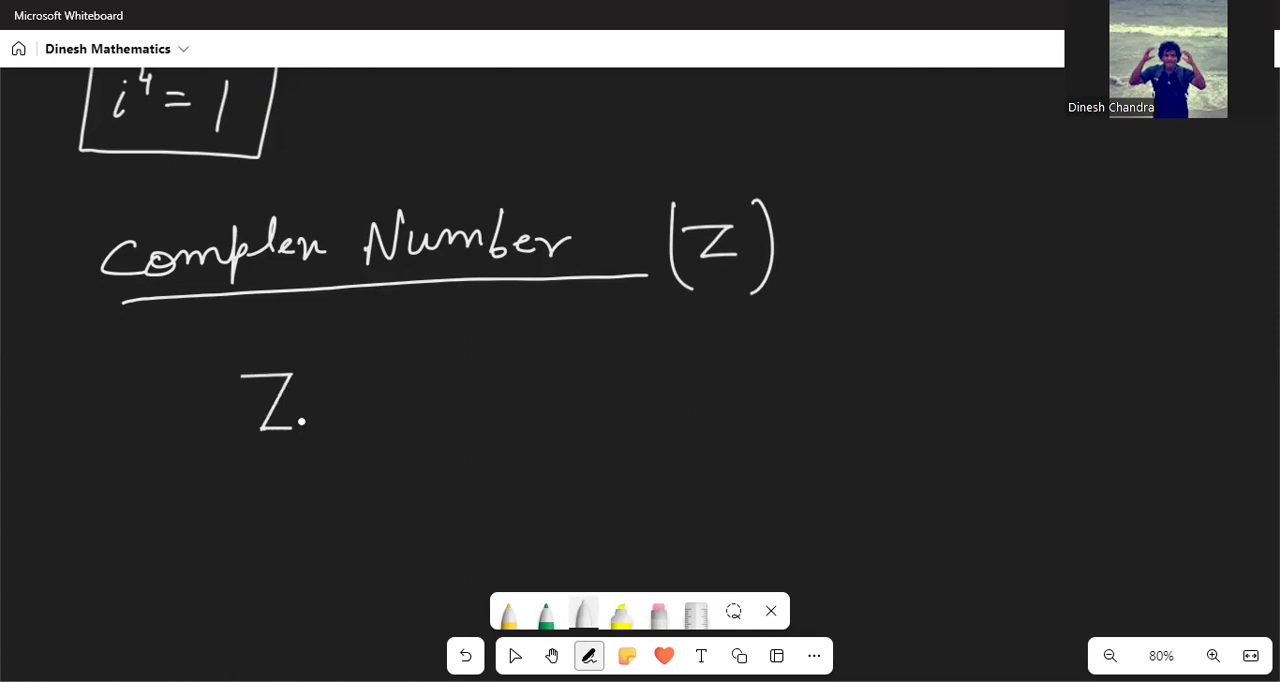 Microsoft Whiteboard
Dinesh Mathematics
Dinesh Chandra
i⁴ = 1
Complex Number (Z)
Z
80%